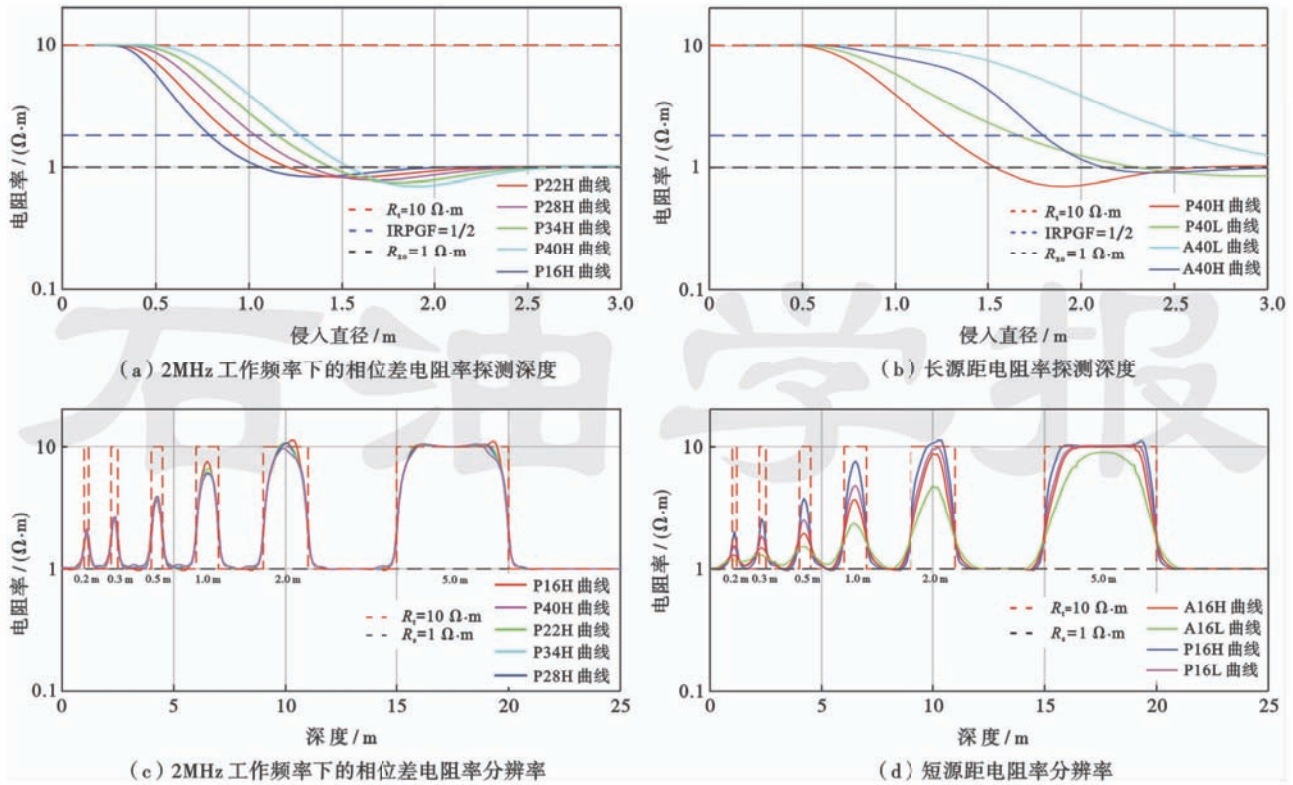 10
1
0.1
电阻率/(Ω·m)
0
0.5
1.0
1.5
2.0
2.5
3.0
侵入直径/m
Rt=10 Ω·m
IRPGF=1/2
Rxo=1 Ω·m
P22H 曲线
P28H 曲线
P34H 曲线
P40H 曲线
P16H 曲线
(a) 2MHz 工作频率下的相位差电阻率探测深度
10
1
0.1
电阻率/(Ω·m)
0
0.5
1.0
1.5
2.0
2.5
3.0
侵入直径/m
Rt=10 Ω·m
IRPGF=1/2
Rxo=1 Ω·m
P40H 曲线
P40L 曲线
A40L 曲线
A40H 曲线
(b) 长源距电阻率探测深度
石油学报
10
1
0.1
电阻率/(Ω·m)
0.2 m
0.3 m
0.5 m
1.0 m
2.0 m
5.0 m
Rt=10 Ω·m
Rs=1 Ω·m
P16H 曲线
P40H 曲线
P22H 曲线
P34H 曲线
P28H 曲线
0
5
10
15
20
25
深度/m
(c) 2MHz 工作频率下的相位差电阻率分辨率
10
1
0.1
电阻率/(Ω·m)
0.2 m
0.3 m
0.5 m
1.0 m
2.0 m
5.0 m
Rt=10 Ω·m
Rs=1 Ω·m
A16H 曲线
A16L 曲线
P16H 曲线
P16L 曲线
0
5
10
15
20
25
深度/m
(d) 短源距电阻率分辨率